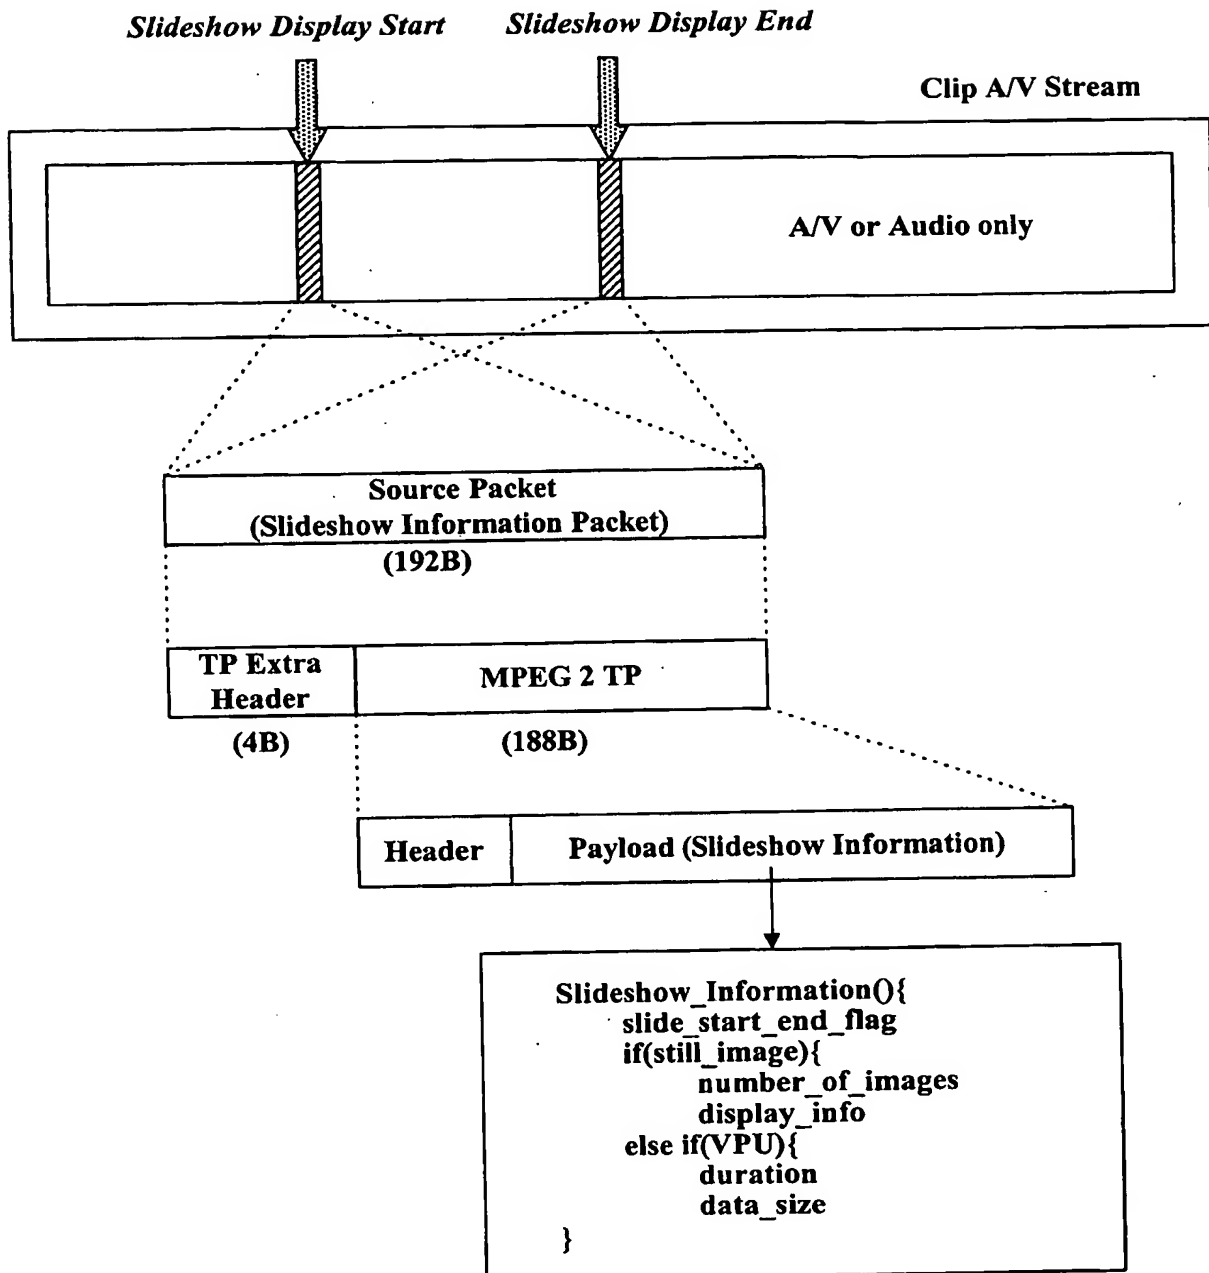 Slideshow Display Start
Slideshow Display End
Clip A/V Stream
A/V or Audio only
Source Packet
(Slideshow Information Packet)
(192B)
TP Extra
Header
MPEG 2 TP
(4B)
(188B)
Header
Payload (Slideshow Information)
Slideshow_Information(){
slide_start_end_flag
if(still_image){
number_of_images
display_info
else if(VPU){
duration
data_size
}